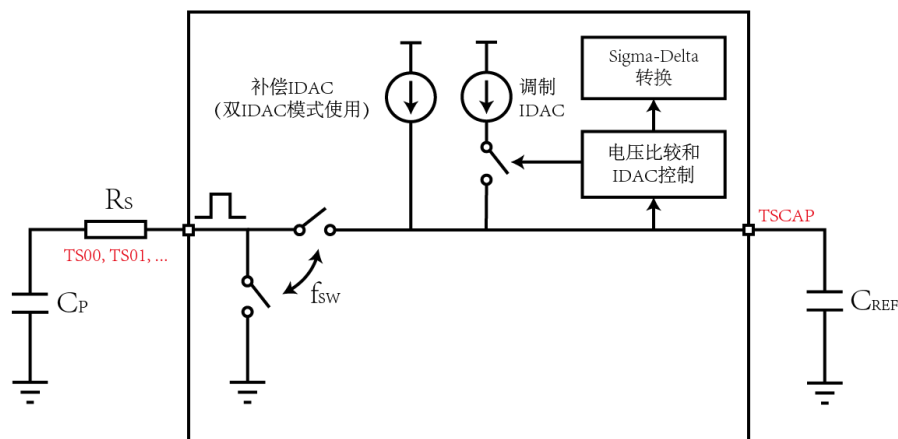 补偿IDAC
(双IDAC模式使用)
调制
IDAC
Sigma-Delta
转换
电压比较和
IDAC控制
Rs
TS00, TS01, ...
TSCAP
fsw
CP
CREF